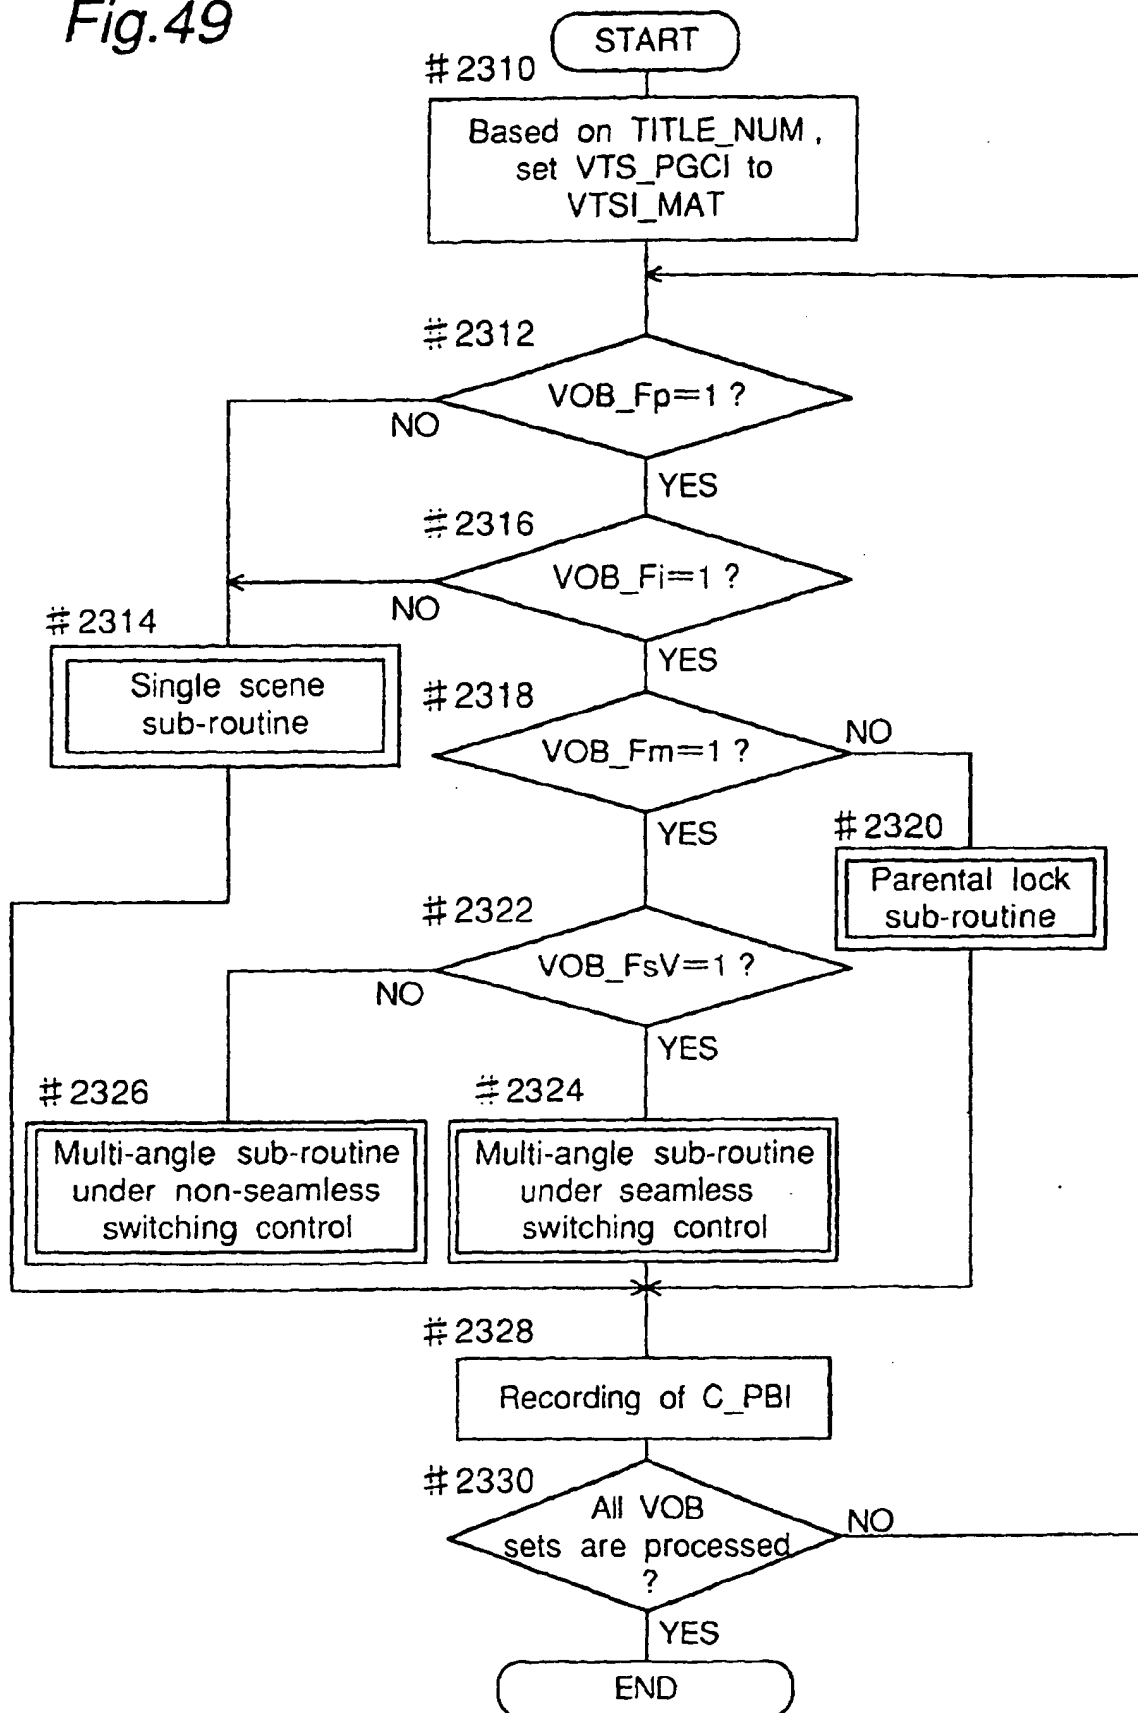 Fig.49
START
#2310
Based on TITLE_NUM,
set VTS_PGCI to
VTSI_MAT
#2312
VOB_Fp=1 ?
NO
YES
#2316
VOB_Fi=1 ?
NO
YES
#2314
Single scene
sub-routine
#2318
VOB_Fm=1 ?
NO
YES
#2320
Parental lock
sub-routine
#2322
VOB_FsV=1 ?
NO
YES
#2326
Multi-angle sub-routine
under non-seamless
switching control
#2324
Multi-angle sub-routine
under seamless
switching control
#2328
Recording of C_PBI
#2330
All VOB
sets are processed
?
NO
YES
END